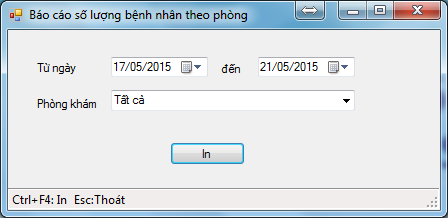 Báo cáo số lượng bệnh nhân theo phòng
Từ ngày 17/05/2015 đến 21/05/2015
Phòng khám Tất cả
In
Ctrl+F4: In Esc:Thoát